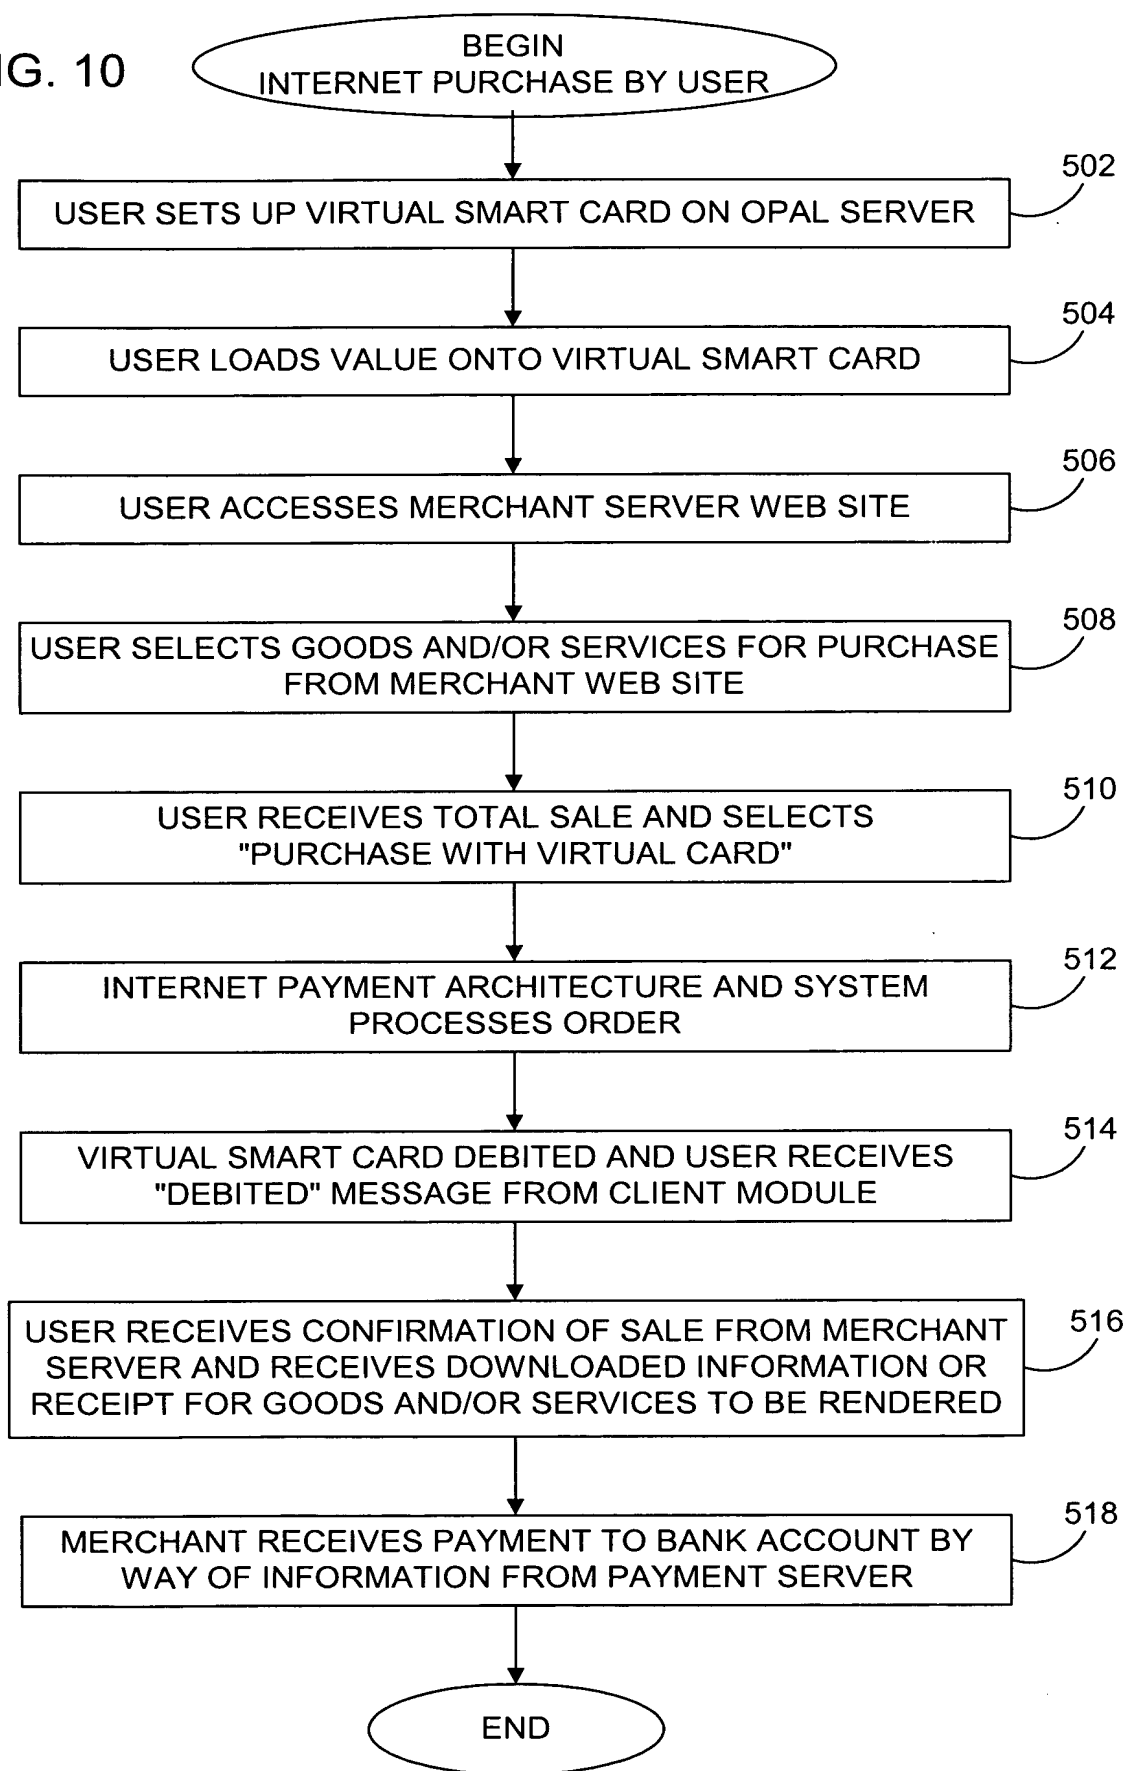 IG. 10
BEGIN
INTERNET PURCHASE BY USER
502
USER SETS UP VIRTUAL SMART CARD ON OPAL SERVER
504
USER LOADS VALUE ONTO VIRTUAL SMART CARD
506
USER ACCESSES MERCHANT SERVER WEB SITE
508
USER SELECTS GOODS AND/OR SERVICES FOR PURCHASE
FROM MERCHANT WEB SITE
510
USER RECEIVES TOTAL SALE AND SELECTS
"PURCHASE WITH VIRTUAL CARD"
512
INTERNET PAYMENT ARCHITECTURE AND SYSTEM
PROCESSES ORDER
514
VIRTUAL SMART CARD DEBITED AND USER RECEIVES
"DEBITED" MESSAGE FROM CLIENT MODULE
516
USER RECEIVES CONFIRMATION OF SALE FROM MERCHANT
SERVER AND RECEIVES DOWNLOADED INFORMATION OR
RECEIPT FOR GOODS AND/OR SERVICES TO BE RENDERED
518
MERCHANT RECEIVES PAYMENT TO BANK ACCOUNT BY
WAY OF INFORMATION FROM PAYMENT SERVER
END